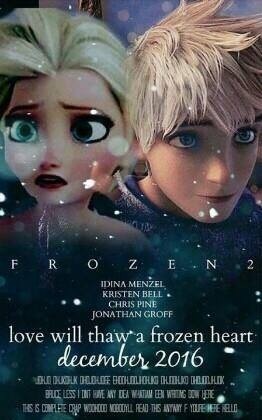 FROZEN 2
IDINA MENZEL
KRISTEN BELL
CHRIS PINE
JONATHAN GROFF
love will thaw a frozen heart
december 2016
BRUCE LESS I DNT HAVE ANY IDEA WHATAM EEN WRITING DOW HERE
THIS IS COMPLETE CRAP WOOHOO NOBODYLL READ THIS ANYWAY IF YOU'RE HERE HELLO